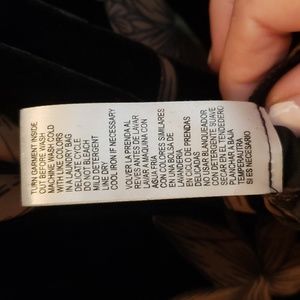 TURN GARMENT INSIDE
OUT BEFORE WASH
MACHINE WASH COLD
WITH LIKE COLORS
IN A LAUNDRY BAG
DELICATE CYCLE
DO NOT BLEACH
MILD DETERGENT
LINE DRY
COOL IRON IF NECESSARY
VOLVER LA PRENDA AL
REVES ANTES DE LAVAR
LAVAR A MAQUINA CON
AGUA FRIA
CON COLORES SIMILARES
EN UNA BOLSA DE
LAVANDERIA
EN CICLO DE PRENDAS
DELICADAS
NO USAR BLANQUEADOR
CON DETERGENTE SUAVE
SECAR EN EL TENDEDERO
PLANCHAR A BAJA
TEMPERATURA
SI ES NECESARIO